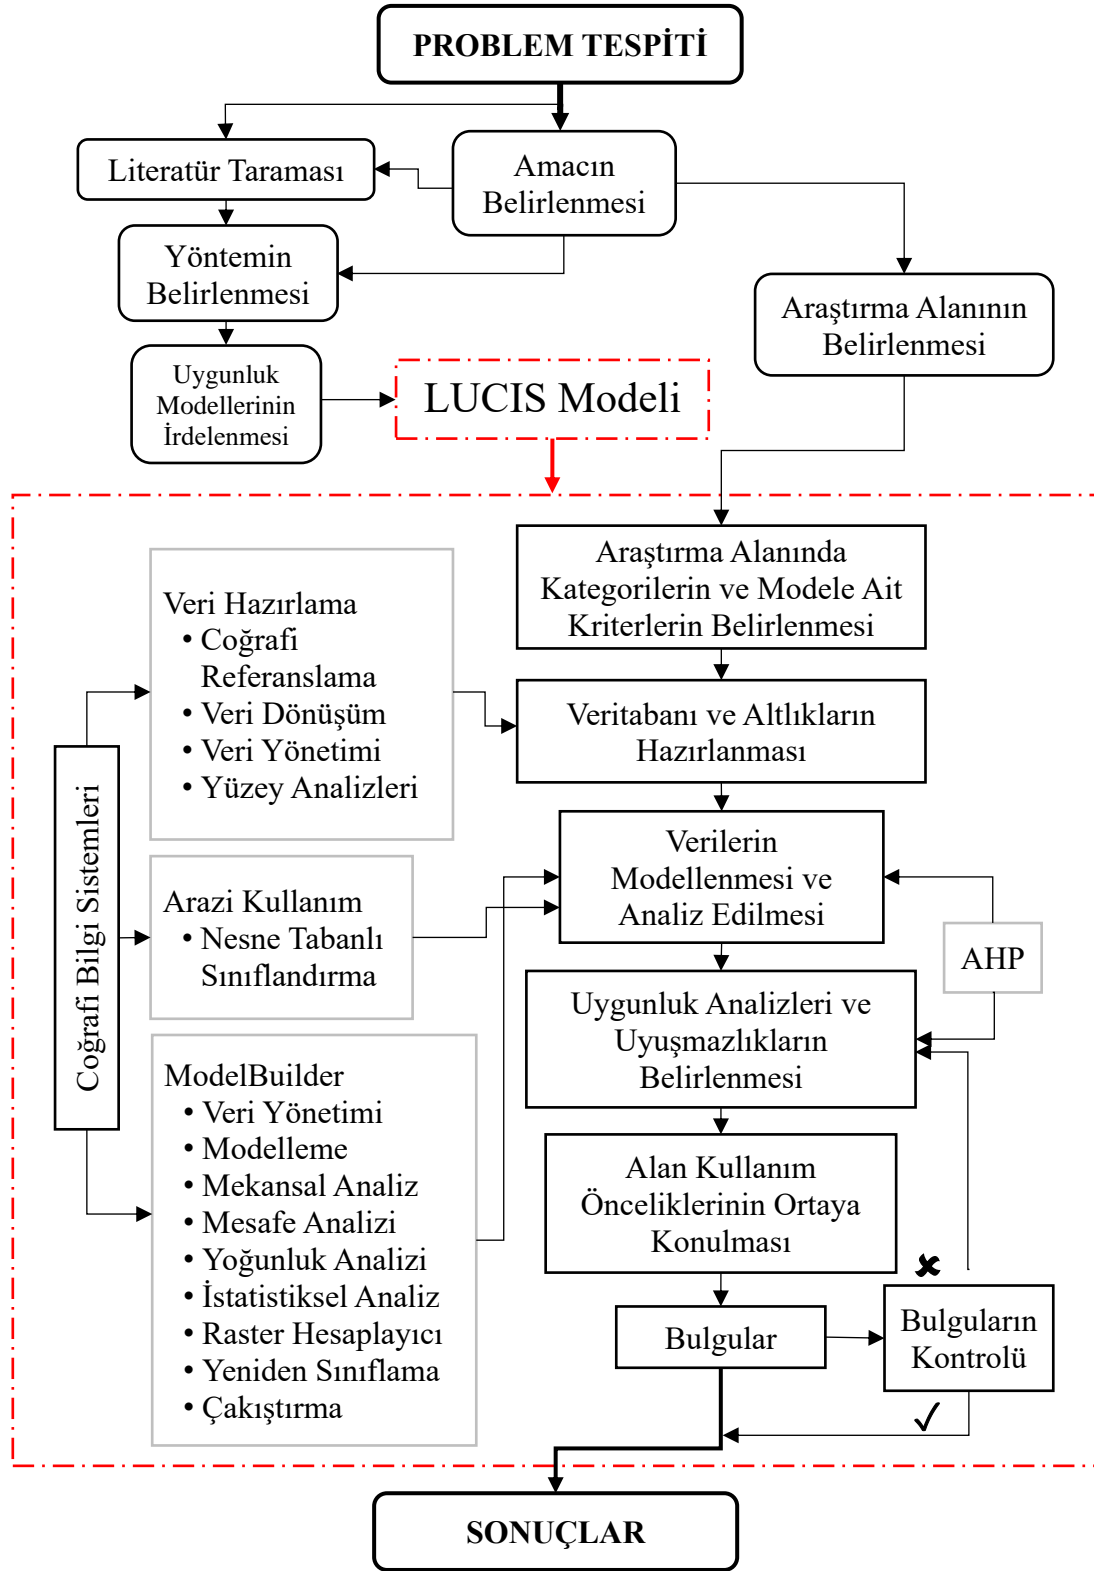 PROBLEM TESPİTİ
Literatür Taraması
Amacın
Belirlenmesi
Yöntemin
Belirlenmesi
Araştırma Alanının
Belirlenmesi
Uygunluk
Modellerinin
İrdelenmesi
LUCIS Modeli
Araştırma Alanında
Kategorilerin ve Modele Ait
Kriterlerin Belirlenmesi
Veri Hazırlama
• Coğrafi
Referanslama
• Veri Dönüşüm
• Veri Yönetimi
• Yüzey Analizleri
Veritabanı ve Altlıkların
Hazırlanması
Coğrafi Bilgi Sistemleri
Arazi Kullanım
• Nesne Tabanlı
Sınıflandırma
Verilerin
Modellenmesi ve
Analiz Edilmesi
AHP
Uygunluk Analizleri ve
Uyuşmazlıkların
Belirlenmesi
ModelBuilder
• Veri Yönetimi
• Modelleme
• Mekansal Analiz
• Mesafe Analizi
• Yoğunluk Analizi
• İstatistiksel Analiz
• Raster Hesaplayıcı
• Yeniden Sınıflama
• Çakıştırma
Alan Kullanım
Önceliklerinin Ortaya
Konulması
Bulgular
Bulguların
Kontrolü
SONUÇLAR